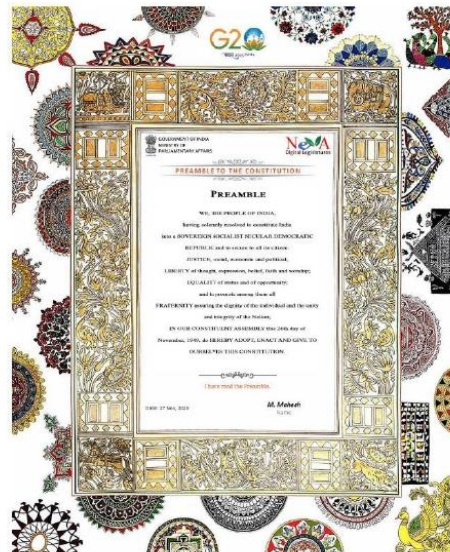 G20
GOVERNMENT OF INDIA
MINISTRY OF
PARLIAMENTARY AFFAIRS
NeVA
Digital Legislatures
PREAMBLE TO THE CONSTITUTION
PREAMBLE
WE, THE PEOPLE OF INDIA,
having solemnly resolved to constitute India
into a SOVEREIGN SOCIALIST SECULAR DEMOCRATIC
REPUBLIC and to secure to all its citizens
JUSTICE, social, economic and political;
LIBERTY of thought, expression, belief, faith and worship;
EQUALITY of status and of opportunity;
and to promote among them all
FRATERNITY assuring the dignity of the individual and the unity
and integrity of the Nation;
IN OUR CONSTITUENT ASSEMBLY this 26th day of
November, 1949, do HEREBY ADOPT, ENACT AND GIVE TO
OURSELVES THIS CONSTITUTION
I have read the Preamble.
M. Mahesh